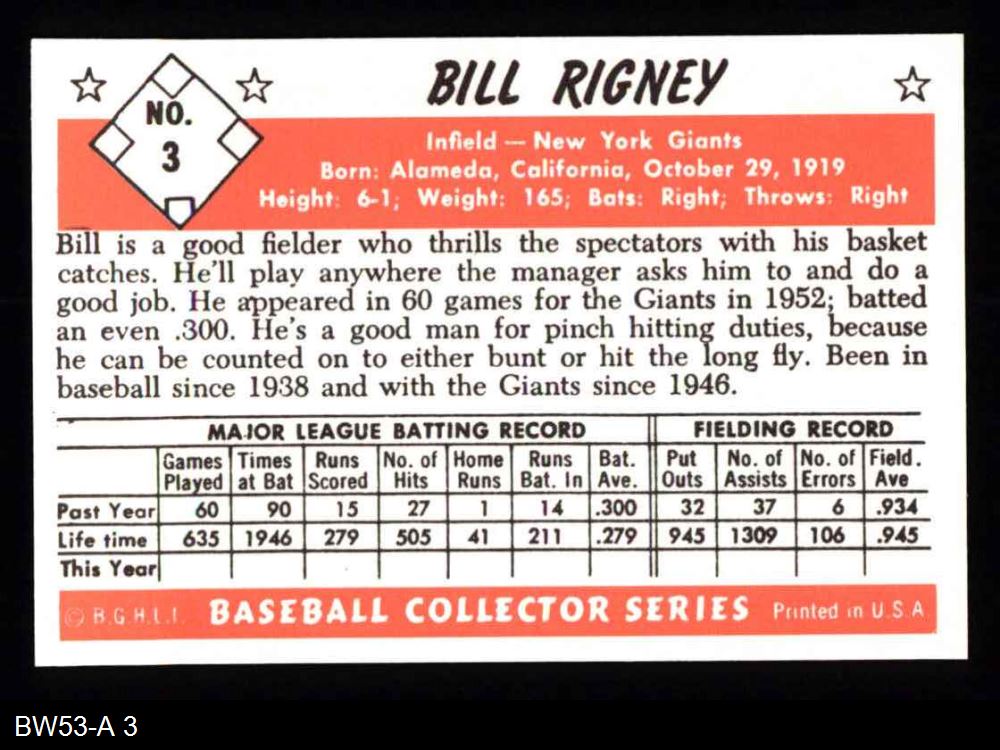 BILL RIGNEY
NO.
3
Infield — New York Giants
Born: Alameda, California, October 29, 1919
Height: 6-1; Weight: 165; Bats: Right; Throws: Right
Bill is a good fielder who thrills the spectators with his basket
catches. He'll play anywhere the manager asks him to and do a
good job. He appeared in 60 games for the Giants in 1952; batted
an even .300. He's a good man for pinch hitting duties, because
he can be counted on to either bunt or hit the long fly. Been in
baseball since 1938 and with the Giants since 1946.
MAJOR LEAGUE BATTING RECORD FIELDING RECORD
Games Times Runs No. of Home Runs Bat. Put No. of No. of Field.
Played at Bat Scored Hits Runs Bat. In Ave. Outs Assists Errors Ave
Past Year 60 90 15 27 1 14 .300 32 37 6 .934
Life time 635 1946 279 505 41 211 .279 945 1309 106 .945
This Year
© B.G.H.L.I. BASEBALL COLLECTOR SERIES Printed in U.S.A
BW53-A 3